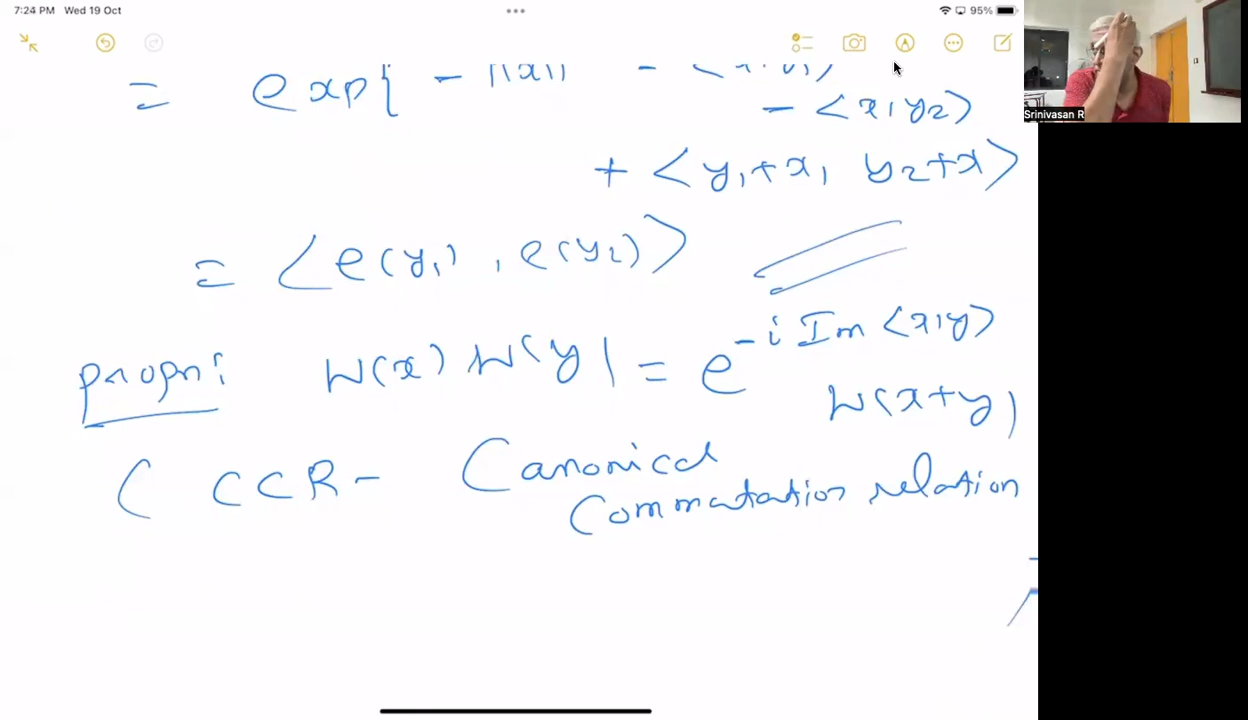 7:24 PM Wed 19 Oct
95%
Srinivasan R
= exp{ - ||x||
- <x, y2>
+ <y1+x, y2+x>
= <e(y1), e(y2)>
propn: W(x) W(y) = e^{-i Im <x,y>}
W(x+y)
( CCR - Canonical
Commutation relation